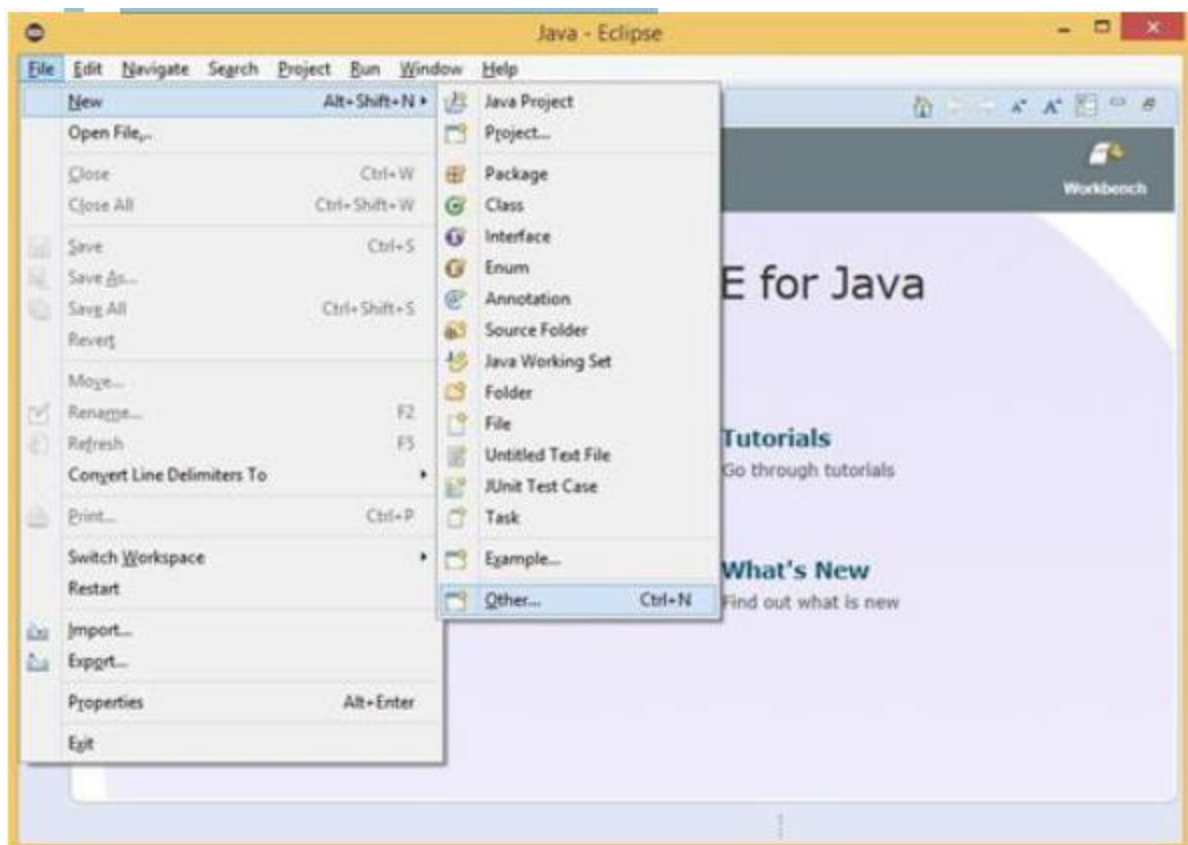 Java - Eclipse
File Edit Navigate Search Project Run Window Help
New Alt+Shift+N
Open File...
Close Ctrl+W
Close All Ctrl+Shift+W
Save Ctrl+S
Save As...
Save All Ctrl+Shift+S
Revert
Move...
Rename... F2
Refresh F5
Convert Line Delimiters To
Print... Ctrl+P
Switch Workspace
Restart
Import...
Export...
Properties Alt+Enter
Exit
Java Project
Project...
Package
Class
Interface
Enum
Annotation
Source Folder
Java Working Set
Folder
File
Untitled Text File
JUnit Test Case
Task
Example...
Other... Ctrl+N
Workbench
E for Java
Tutorials
Go through tutorials
What's New
Find out what is new